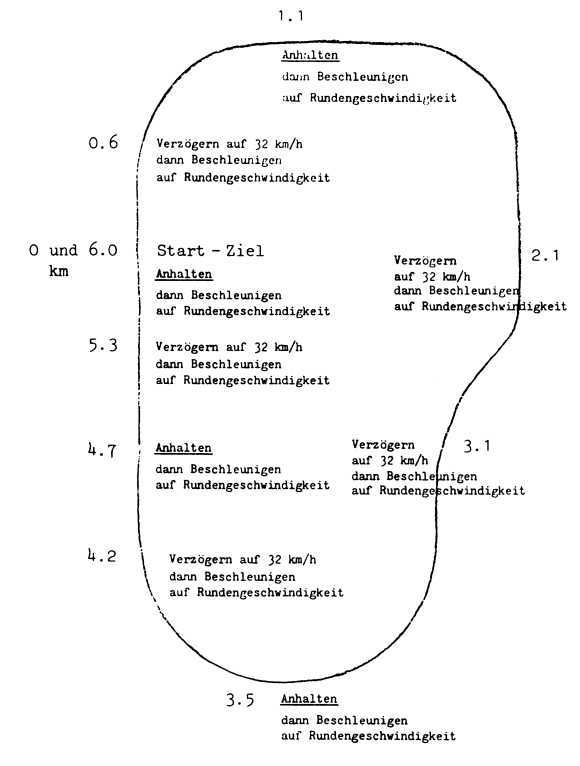 1.1
Anhalten
dann Beschleunigen
auf Rundengeschwindigkeit
0.6
Verzögern auf 32 km/h
dann Beschleunigen
auf Rundengeschwindigkeit
0 und 6.0
km
Start - Ziel
Anhalten
dann Beschleunigen
auf Rundengeschwindigkeit
2.1
Verzögern
auf 32 km/h
dann Beschleunigen
auf Rundengeschwindigkeit
5.3
Verzögern auf 32 km/h
dann Beschleunigen
auf Rundengeschwindigkeit
4.7
Anhalten
dann Beschleunigen
auf Rundengeschwindigkeit
3.1
Verzögern
auf 32 km/h
dann Beschleunigen
auf Rundengeschwindigkeit
4.2
Verzögern auf 32 km/h
dann Beschleunigen
auf Rundengeschwindigkeit
3.5
Anhalten
dann Beschleunigen
auf Rundengeschwindigkeit